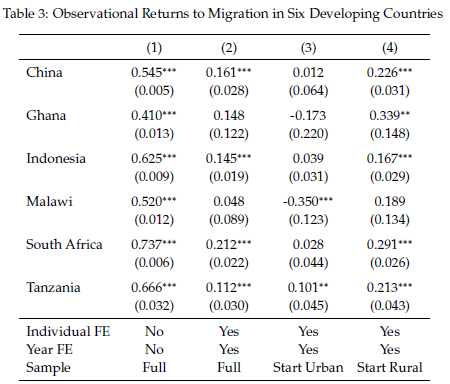 Table 3: Observational Returns to Migration in Six Developing Countries
(1) (2) (3) (4)
China 0.545*** 0.161*** 0.012 0.226***
(0.005) (0.028) (0.064) (0.031)
Ghana 0.410*** 0.148 -0.173 0.339**
(0.013) (0.122) (0.220) (0.148)
Indonesia 0.625*** 0.145*** 0.039 0.167***
(0.009) (0.019) (0.031) (0.029)
Malawi 0.520*** 0.048 -0.350*** 0.189
(0.012) (0.089) (0.123) (0.134)
South Africa 0.737*** 0.212*** 0.028 0.291***
(0.006) (0.022) (0.044) (0.026)
Tanzania 0.666*** 0.112*** 0.101** 0.213***
(0.032) (0.030) (0.045) (0.043)
Individual FE No Yes Yes Yes
Year FE No Yes Yes Yes
Sample Full Full Start Urban Start Rural